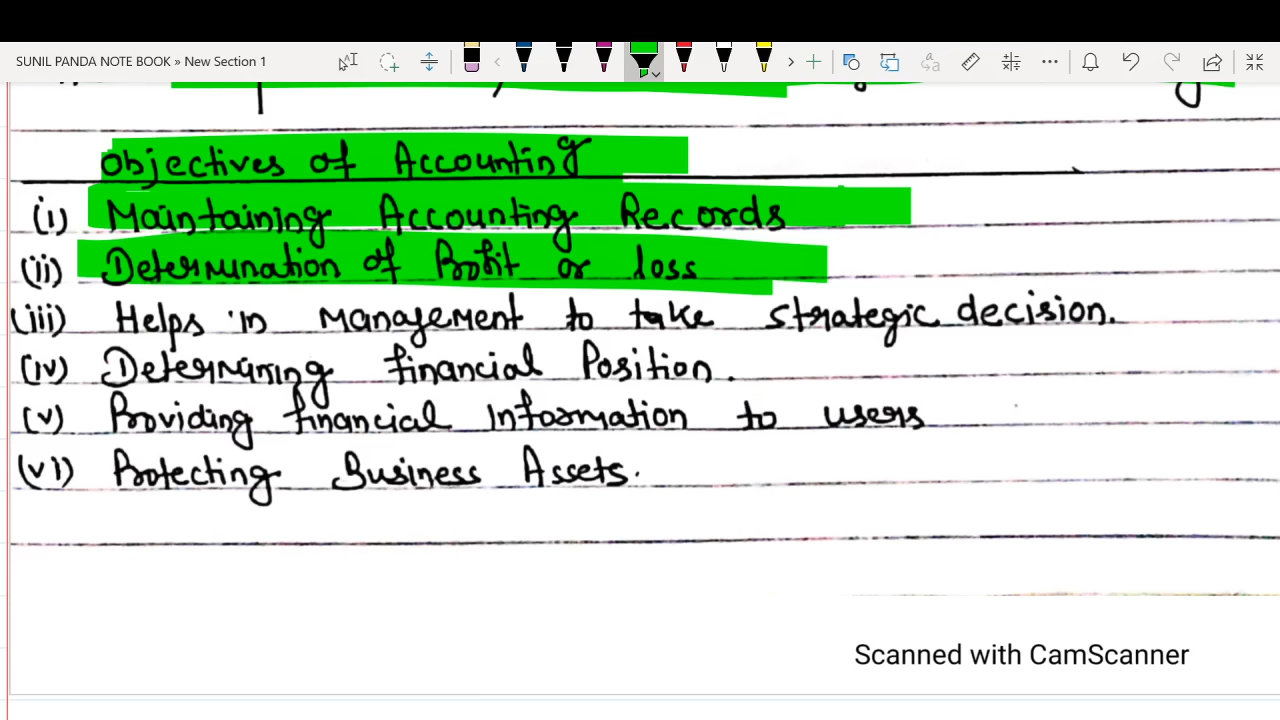 SUNIL PANDA NOTE BOOK » New Section 1
Objectives of Accounting
(i) Maintaining Accounting Records
(ii) Determination of Profit or loss
(iii) Helps in management to take strategic decision.
(iv) Determining financial Position.
(v) Providing financial Information to users
(vi) Protecting Business Assets.
Scanned with CamScanner